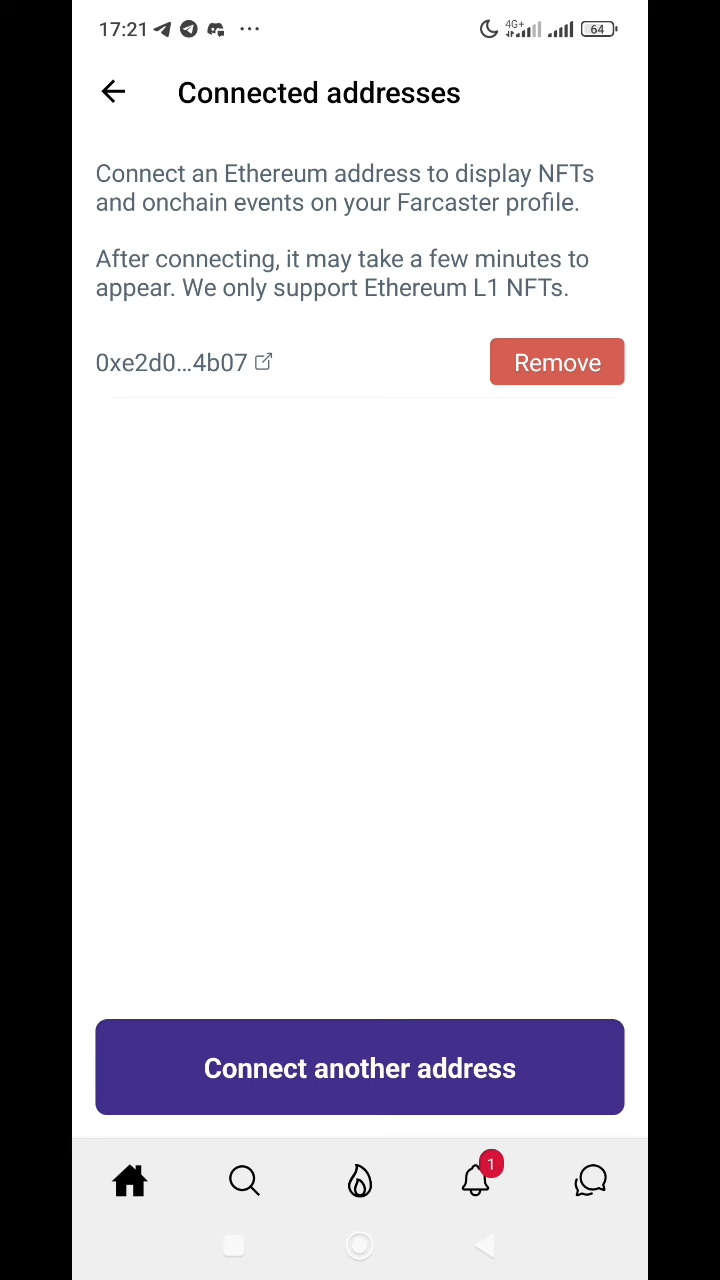 17:21
4G+
64
Connected addresses
Connect an Ethereum address to display NFTs
and onchain events on your Farcaster profile.
After connecting, it may take a few minutes to
appear. We only support Ethereum L1 NFTs.
0xe2d0...4b07
Remove
Connect another address
1